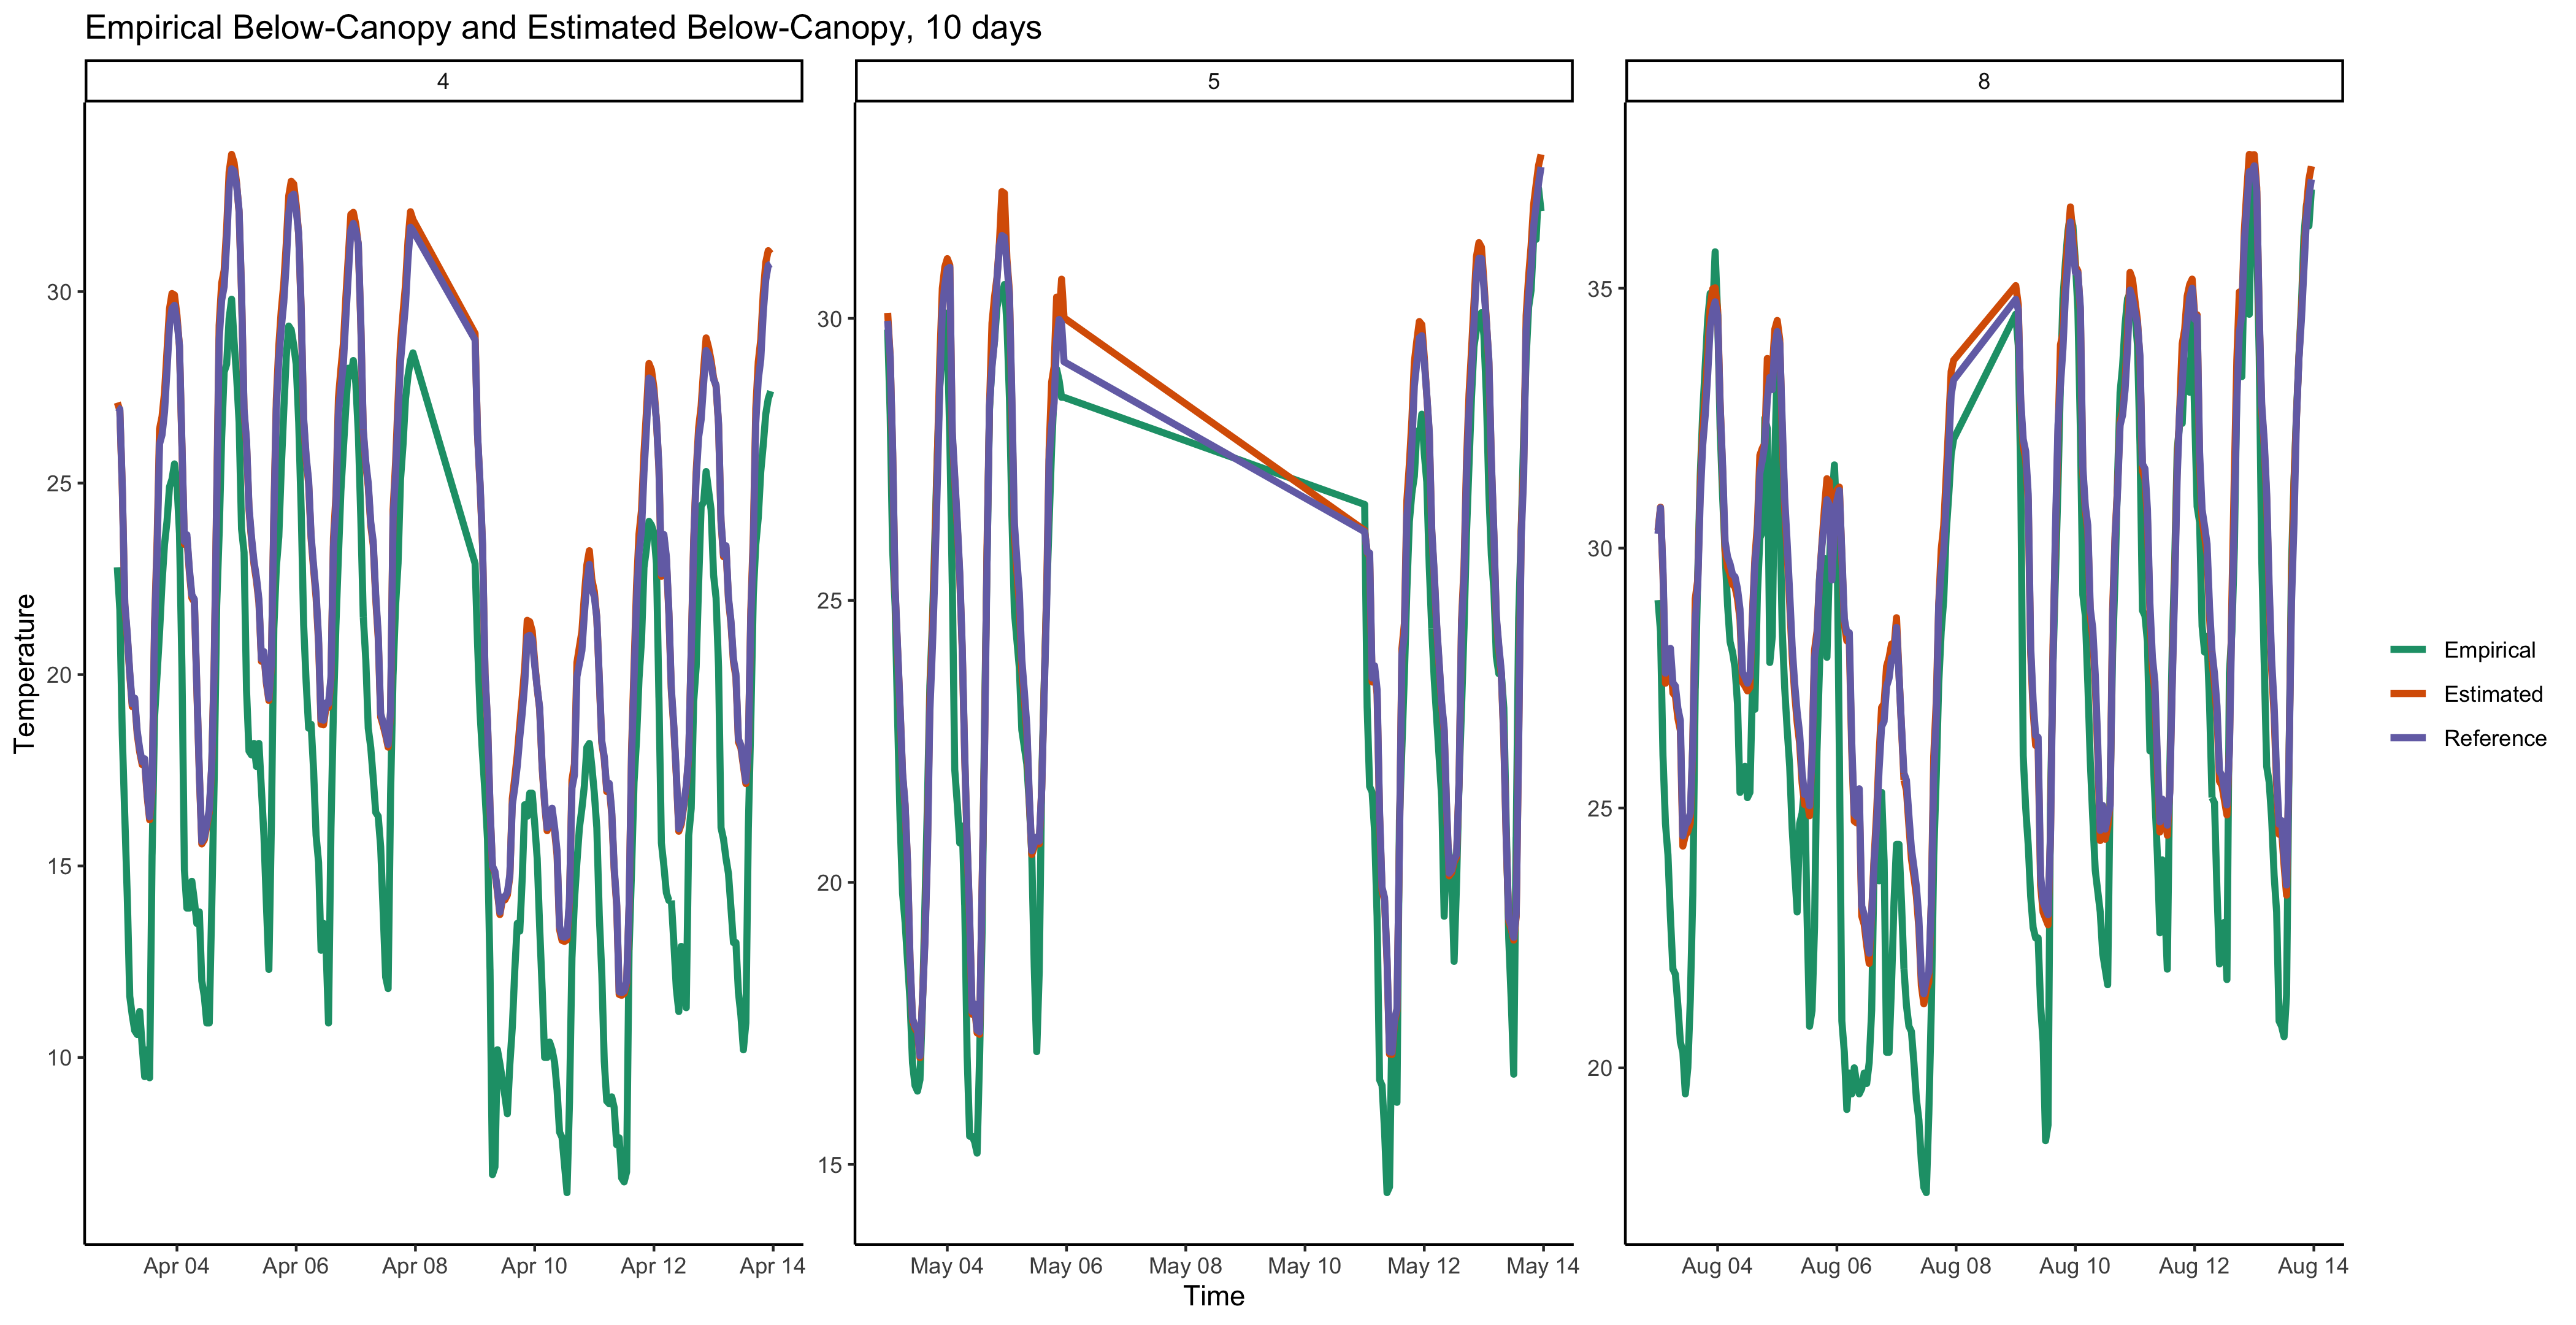 Empirical Below-Canopy and Estimated Below-Canopy, 10 days
4
5
8
Temperature
30
25
20
15
10
30
25
20
15
35
30
25
20
Apr 04 Apr 06 Apr 08 Apr 10 Apr 12 Apr 14
May 04 May 06 May 08 May 10 May 12 May 14
Aug 04 Aug 06 Aug 08 Aug 10 Aug 12 Aug 14
Time
Empirical
Estimated
Reference